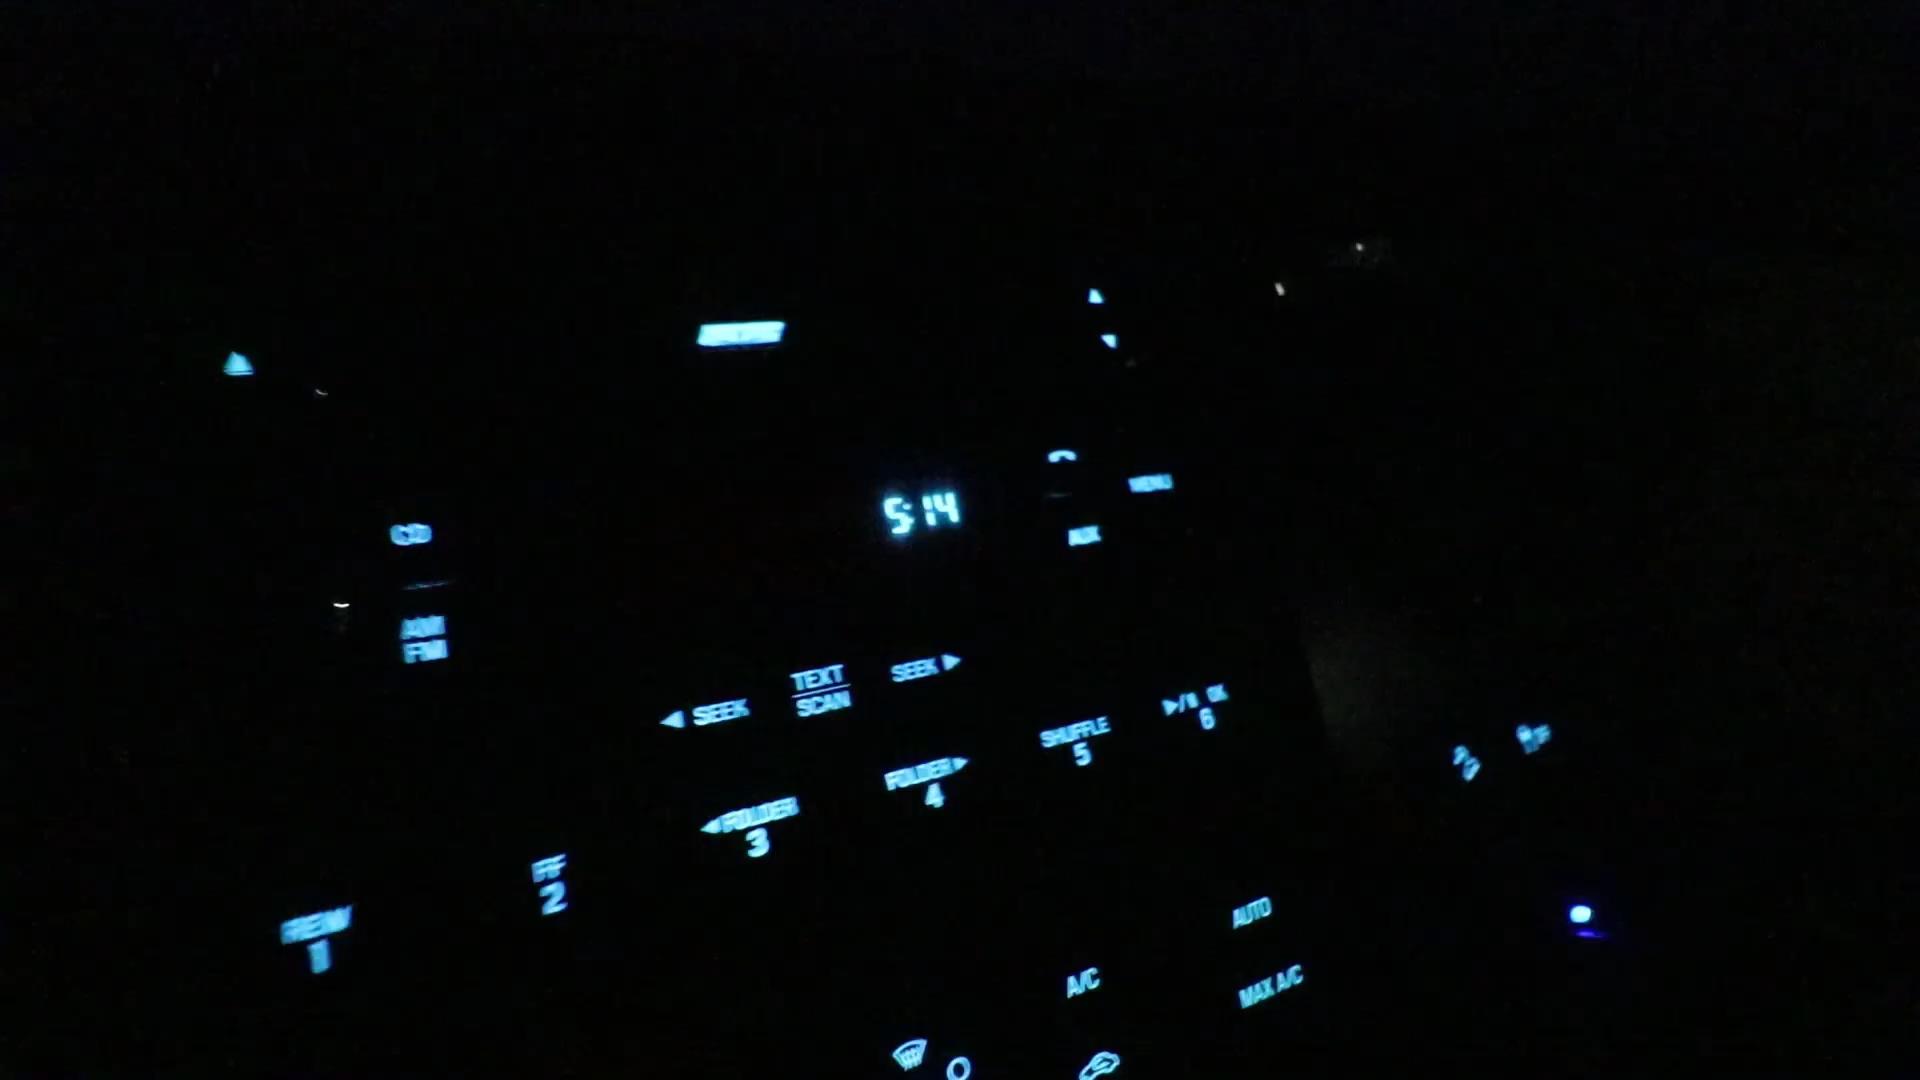 5:14
MENU
CD
AUX
AM
FM
SEEK
TEXT
SCAN
SEEK
OK
6
SHUFFLE
5
FOLDER
4
FOLDER
3
FF
2
REW
1
AUTO
A/C
MAX A/C